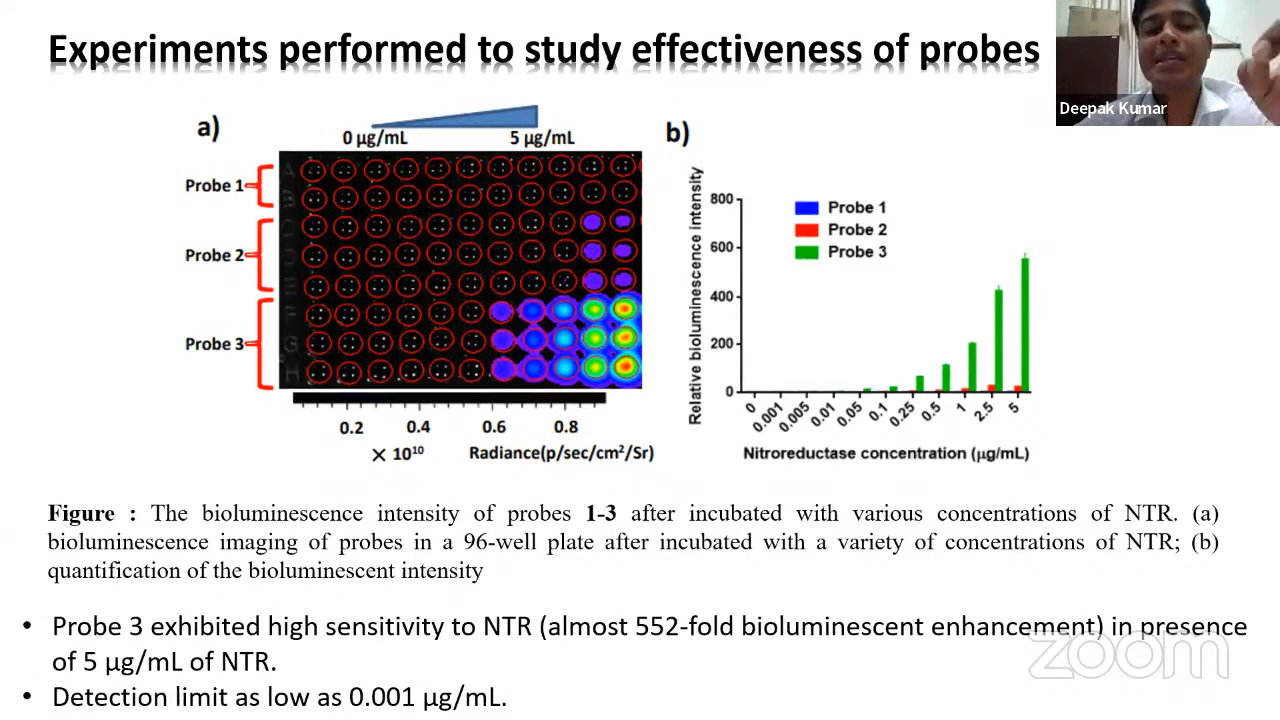 Experiments performed to study effectiveness of probes
Deepak Kumar
a)
0 µg/mL
5 µg/mL
Probe 1
Probe 2
Probe 3
A
B
C
D
E
F
G
H
0.2
0.4
0.6
0.8
× 10¹⁰
Radiance(p/sec/cm²/Sr)
b)
Relative bioluminescence intensity
800
600
400
200
0
Probe 1
Probe 2
Probe 3
0
0.001
0.005
0.01
0.05
0.1
0.25
0.5
1
2.5
5
Nitroreductase concentration (µg/mL)
Figure : The bioluminescence intensity of probes 1-3 after incubated with various concentrations of NTR. (a)
bioluminescence imaging of probes in a 96-well plate after incubated with a variety of concentrations of NTR; (b)
quantification of the bioluminescent intensity
• Probe 3 exhibited high sensitivity to NTR (almost 552-fold bioluminescent enhancement) in presence
of 5 µg/mL of NTR.
• Detection limit as low as 0.001 µg/mL.
zoom